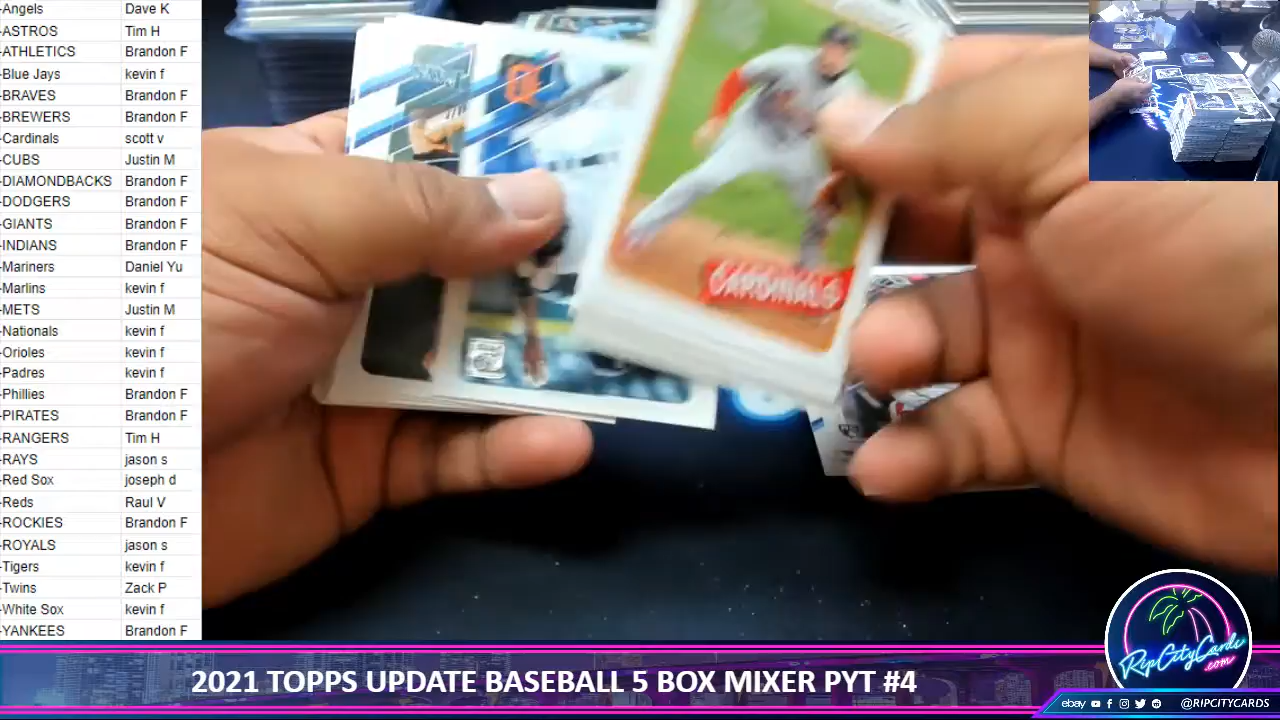 -Angels Dave K
-ASTROS Tim H
-ATHLETICS Brandon F
-Blue Jays kevin f
-BRAVES Brandon F
-BREWERS Brandon F
-Cardinals scott v
-CUBS Justin M
-DIAMONDBACKS Brandon F
-DODGERS Brandon F
-GIANTS Brandon F
-INDIANS Brandon F
-Mariners Daniel Yu
-Marlins kevin f
-METS Justin M
-Nationals kevin f
-Orioles kevin f
-Padres kevin f
-Phillies Brandon F
-PIRATES Brandon F
-RANGERS Tim H
-RAYS jason s
-Red Sox joseph d
-Reds Raul V
-ROCKIES Brandon F
-ROYALS jason s
-Tigers kevin f
-Twins Zack P
-White Sox kevin f
-YANKEES Brandon F
CARDINALS
RipCityCards
.com
2021 TOPPS UPDATE BASEBALL 5 BOX MIXER PYT #4
ebay @RIPCITYCARDS